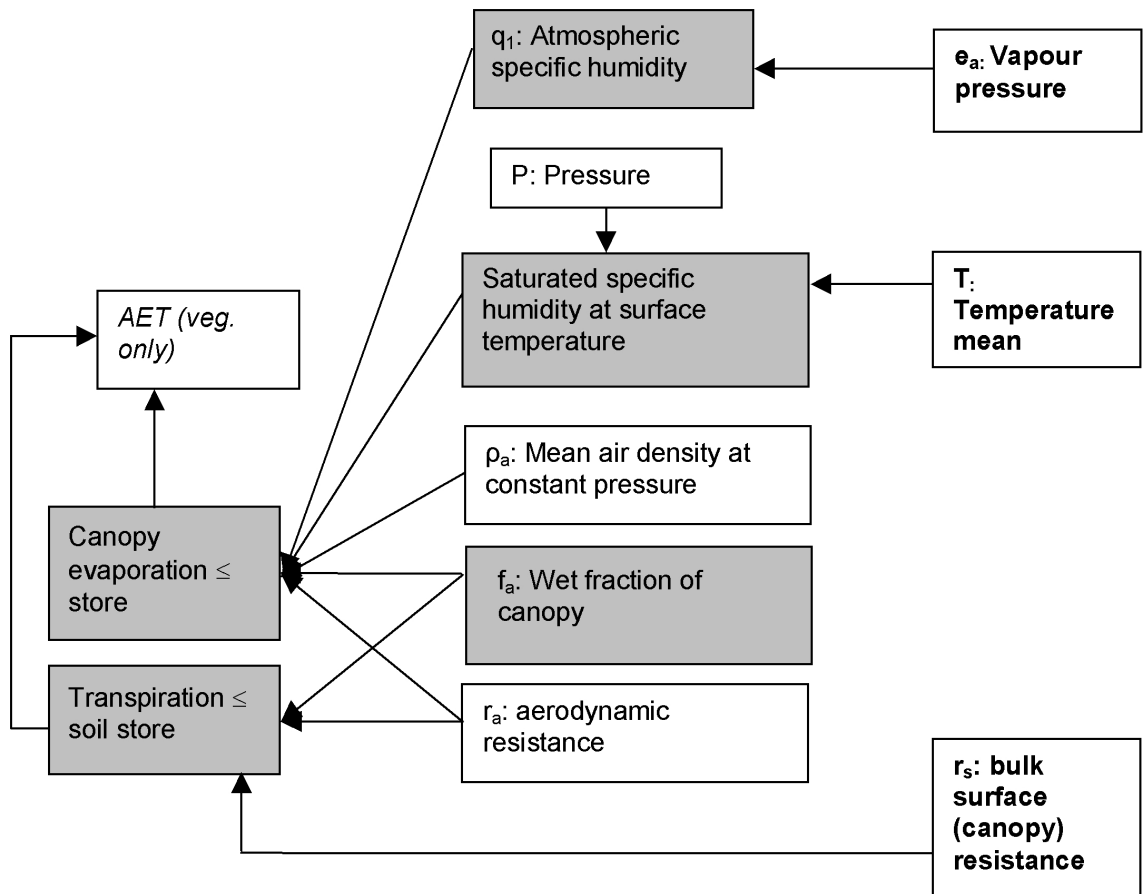 q₁: Atmospheric
specific humidity
eₐ: Vapour
pressure
P: Pressure
Saturated specific
humidity at surface
temperature
T:
Temperature
mean
AET (veg.
only)
ρₐ: Mean air density at
constant pressure
Canopy
evaporation ≤
store
fₐ: Wet fraction of
canopy
Transpiration ≤
soil store
rₐ: aerodynamic
resistance
rₛ: bulk
surface
(canopy)
resistance